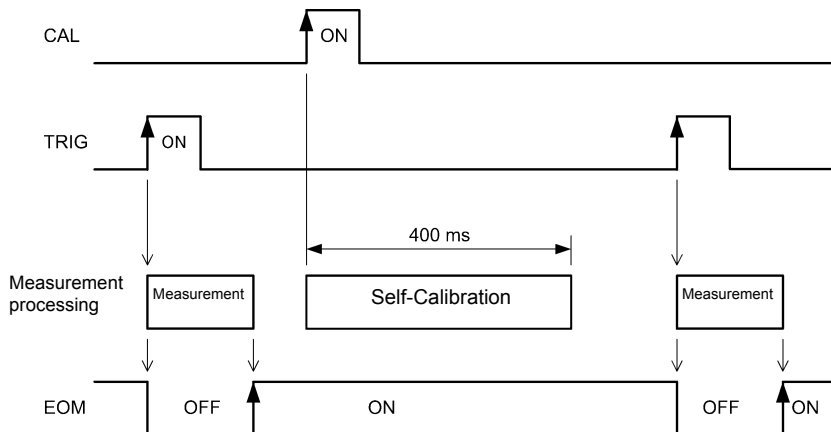 CAL
ON
TRIG
ON
400 ms
Measurement
processing
Measurement
Self-Calibration
Measurement
EOM
OFF
ON
OFF
ON